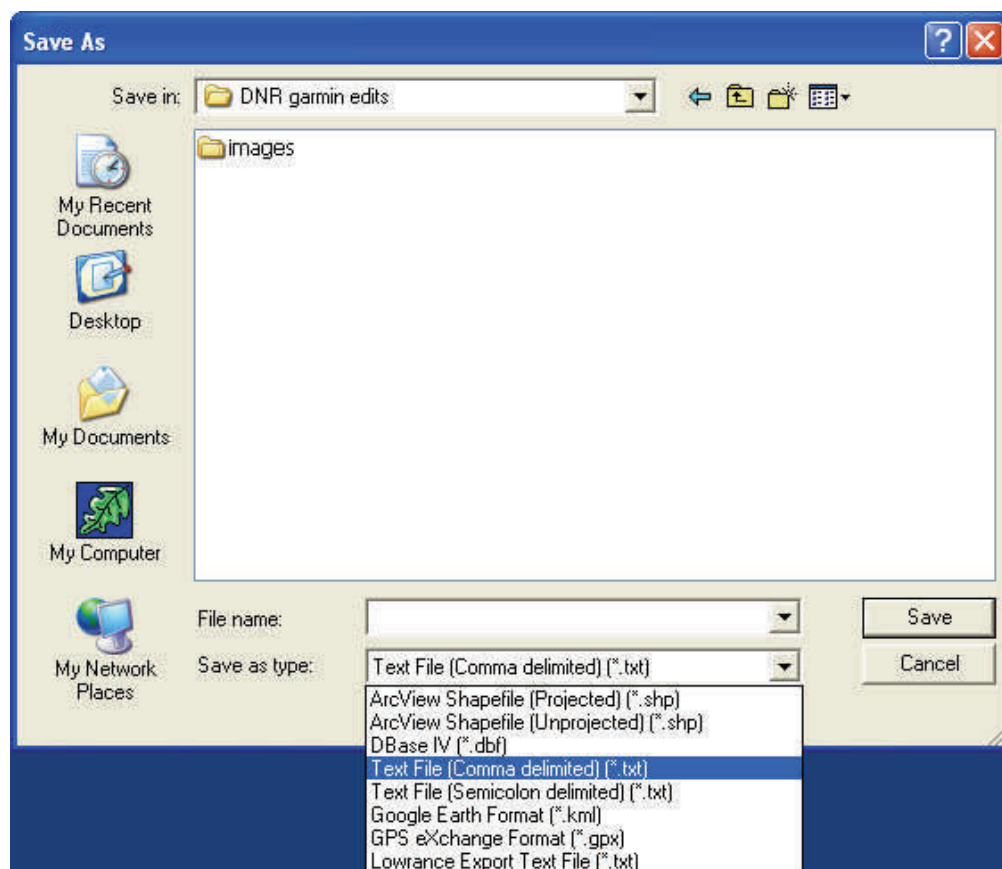 Save As
Save in:
DNR garmin edits
images
My Recent
Documents
Desktop
My Documents
My Computer
My Network
Places
File name:
Save
Save as type:
Text File (Comma delimited) (*.txt)
Cancel
ArcView Shapefile (Projected) (*.shp)
ArcView Shapefile (Unprojected) (*.shp)
DBase IV (*.dbf)
Text File (Comma delimited) (*.txt)
Text File (Semicolon delimited) (*.txt)
Google Earth Format (*.kml)
GPS eXchange Format (*.gpx)
Lowrance Export Text File (*.txt)